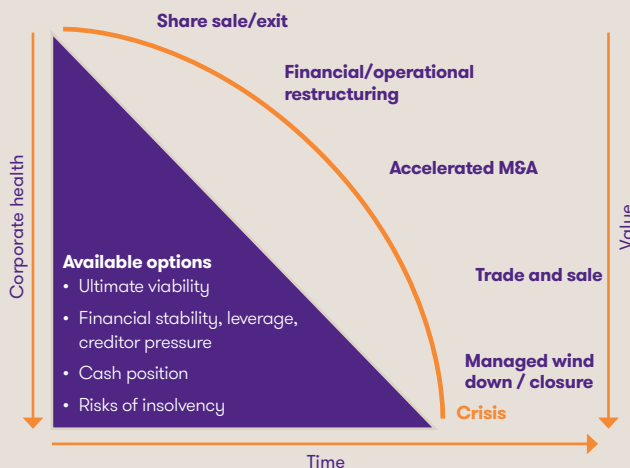 Share sale/exit
Financial/operational
restructuring
Accelerated M&A
Corporate health
Value
Available options
• Ultimate viability
• Financial stability, leverage,
creditor pressure
• Cash position
• Risks of insolvency
Trade and sale
Managed wind
down / closure
Crisis
Time